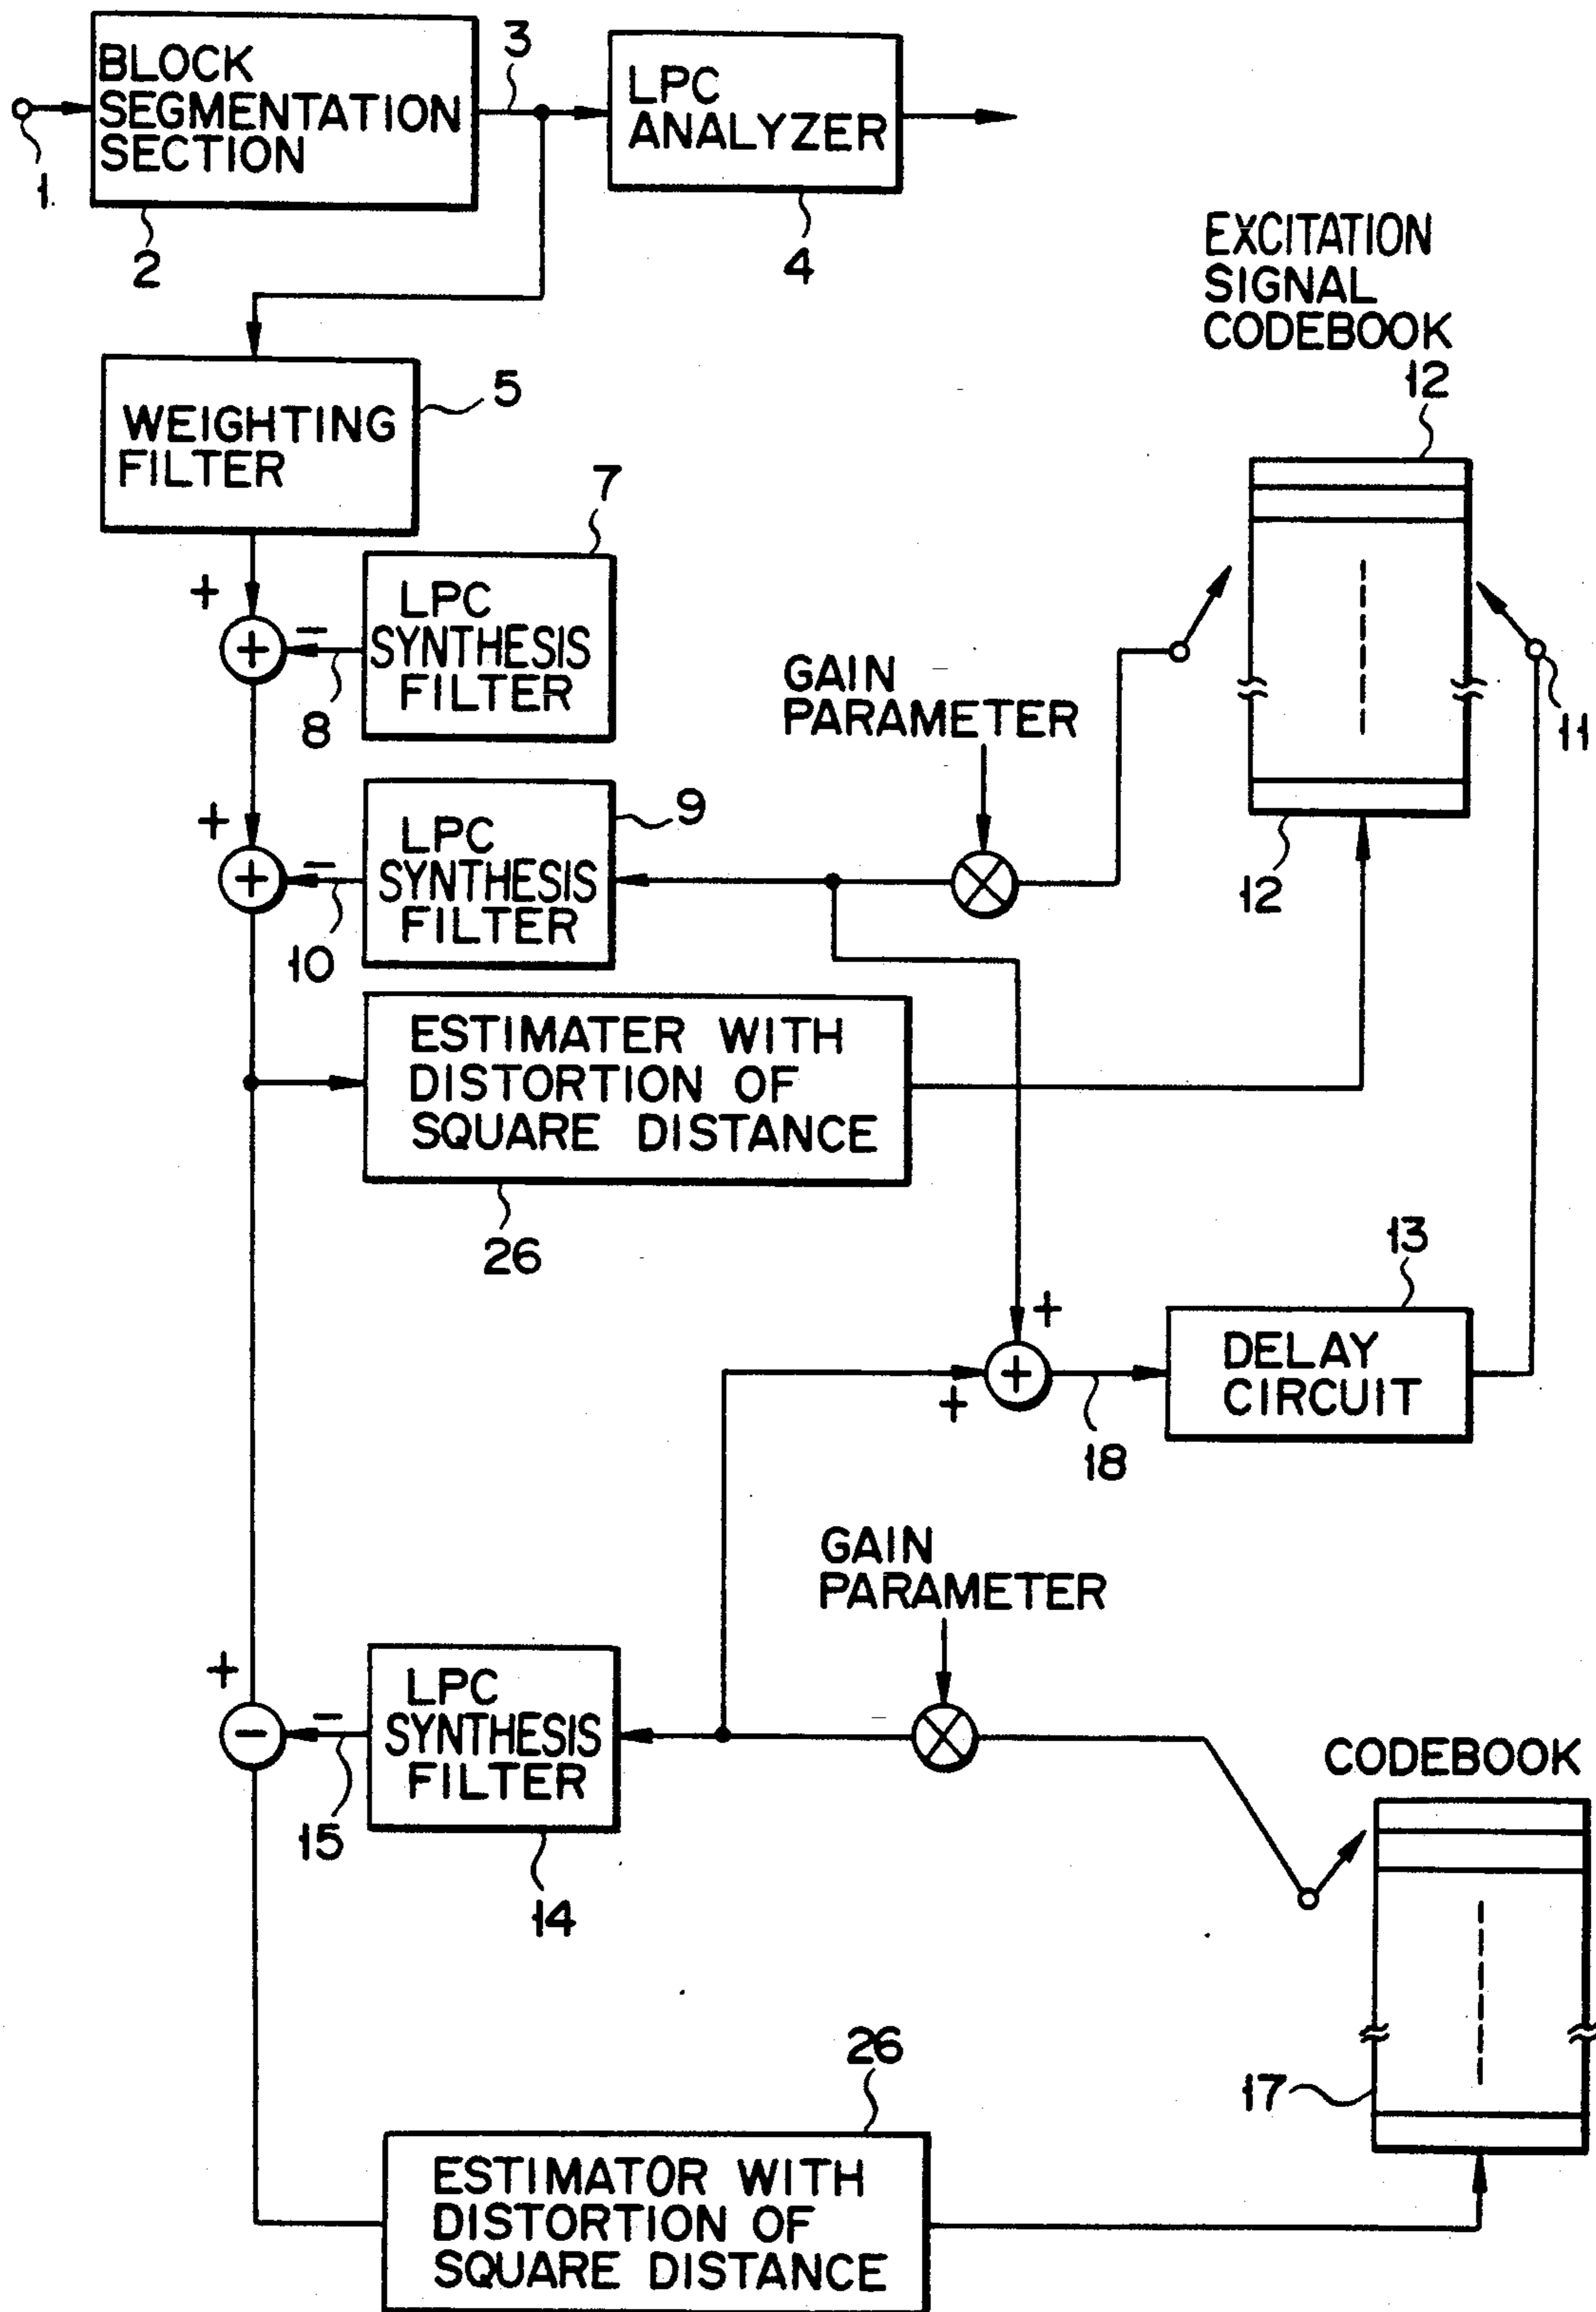 BLOCK
SEGMENTATION
SECTION
1
2
3
LPC
ANALYZER
4
EXCITATION
SIGNAL
CODEBOOK
12
WEIGHTING
FILTER
5
7
+
+
−
LPC
SYNTHESIS
FILTER
8
GAIN
PARAMETER
11
12
+
+
−
LPC
SYNTHESIS
FILTER
9
10
ESTIMATER WITH
DISTORTION OF
SQUARE DISTANCE
26
13
+
+
+
DELAY
CIRCUIT
18
GAIN
PARAMETER
+
−
−
LPC
SYNTHESIS
FILTER
15
14
CODEBOOK
17
26
ESTIMATOR WITH
DISTORTION OF
SQUARE DISTANCE